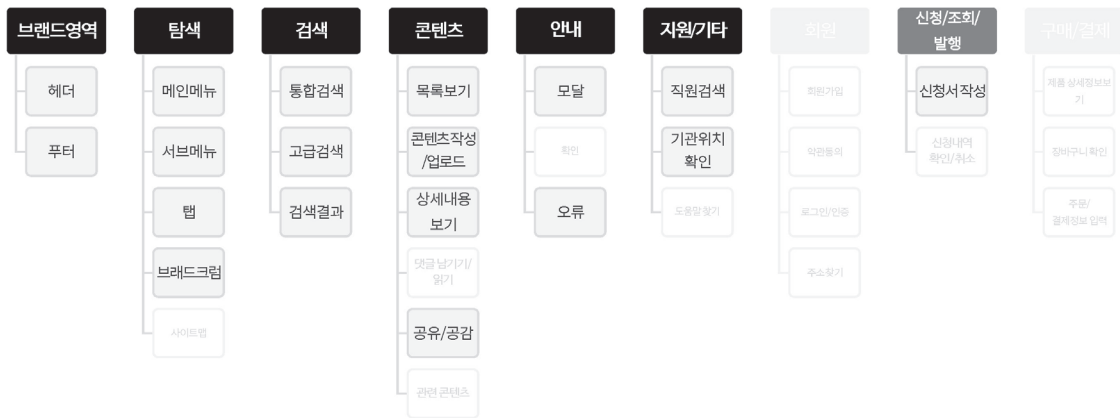 브랜드영역
헤더
푸터
탐색
메인메뉴
서브메뉴
탭
브래드크럼
사이트맵
검색
통합검색
고급검색
검색결과
콘텐츠
목록보기
콘텐츠작성
/업로드
상세내용
보기
댓글 남기기/
읽기
공유/공감
관련 콘텐츠
안내
모달
확인
오류
지원/기타
직원검색
기관위치
확인
도움말 찾기
회원
회원가입
약관동의
로그인/인증
주소찾기
신청/조회/
발행
신청서 작성
신청내역
확인/취소
구매/결제
제품 상세정보보
기
장바구니 확인
주문/
결제정보 입력